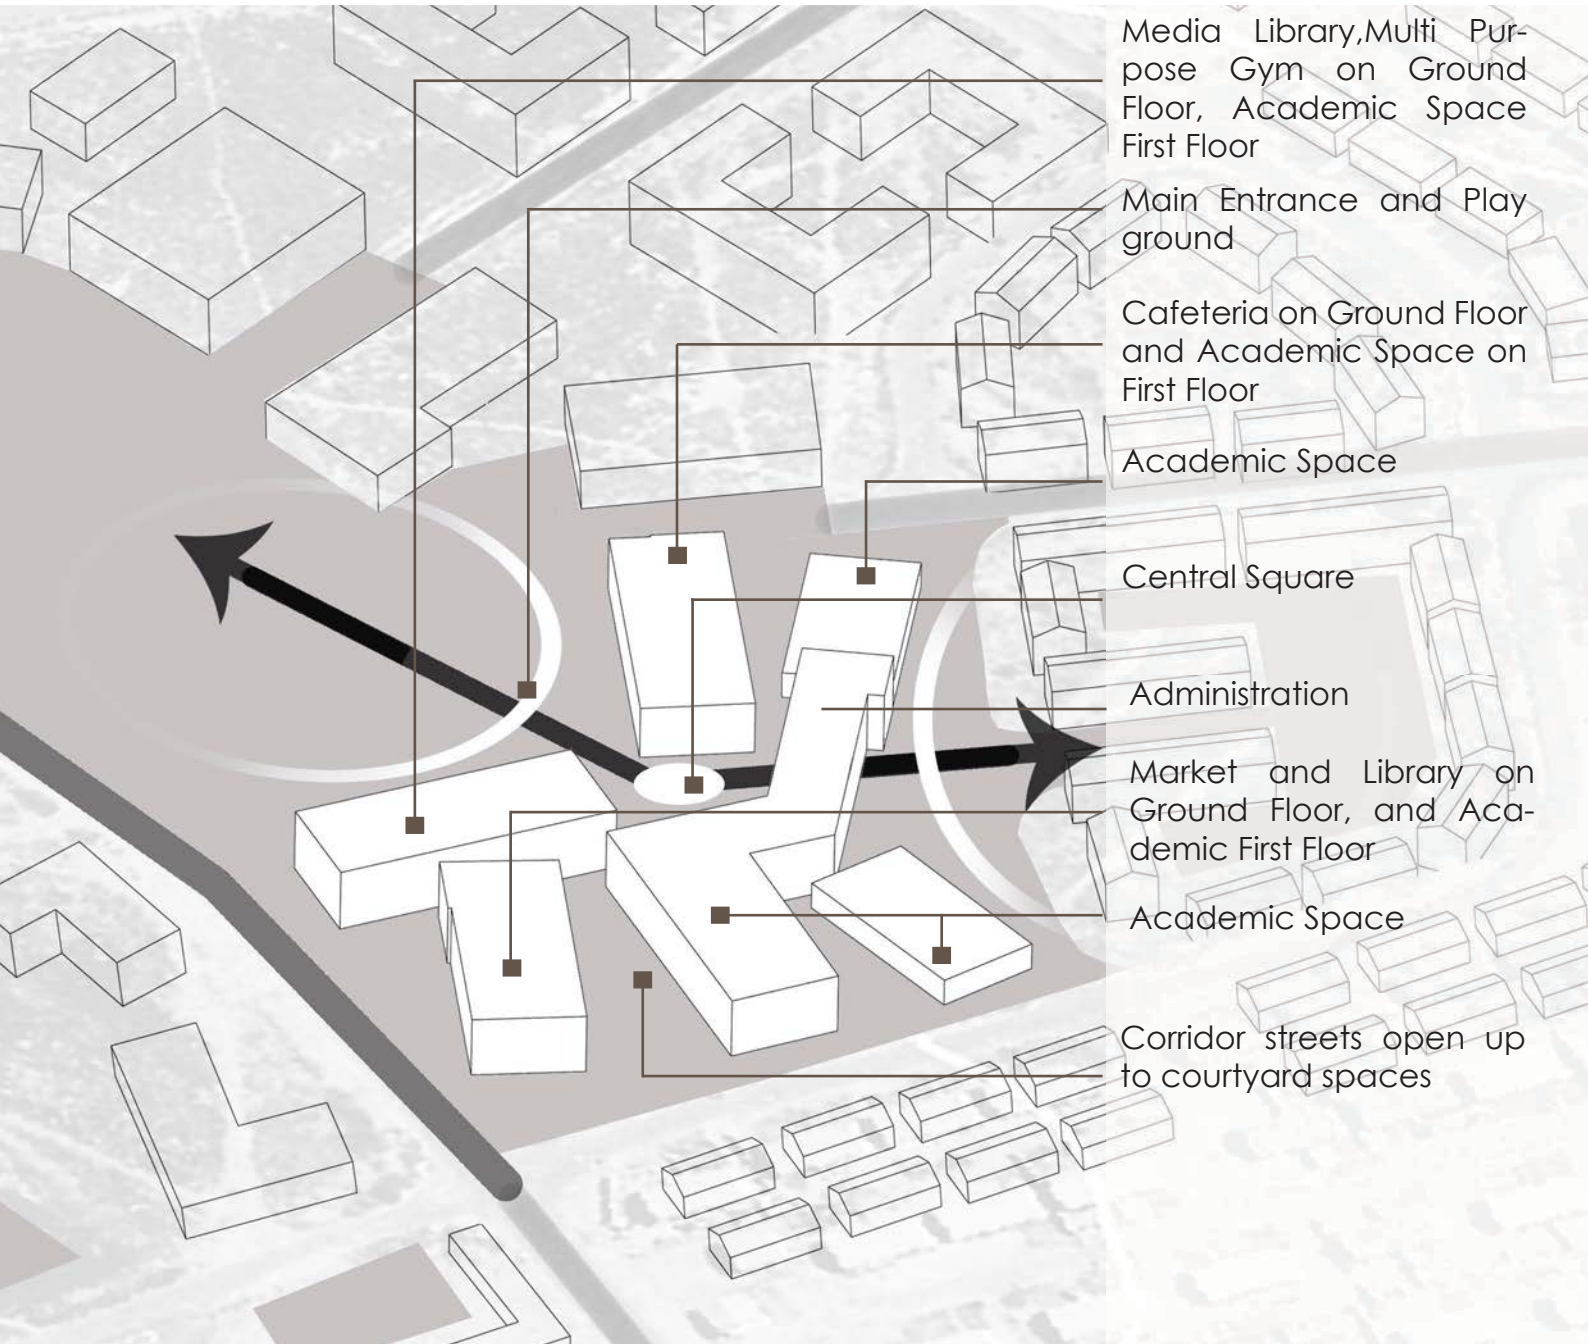 Media Library,Multi Pur-
pose Gym on Ground
Floor, Academic Space
First Floor
Main Entrance and Play
ground
Cafeteria on Ground Floor
and Academic Space on
First Floor
Academic Space
Central Square
Administration
Market and Library on
Ground Floor, and Aca-
demic First Floor
Academic Space
Corridor streets open up
to courtyard spaces